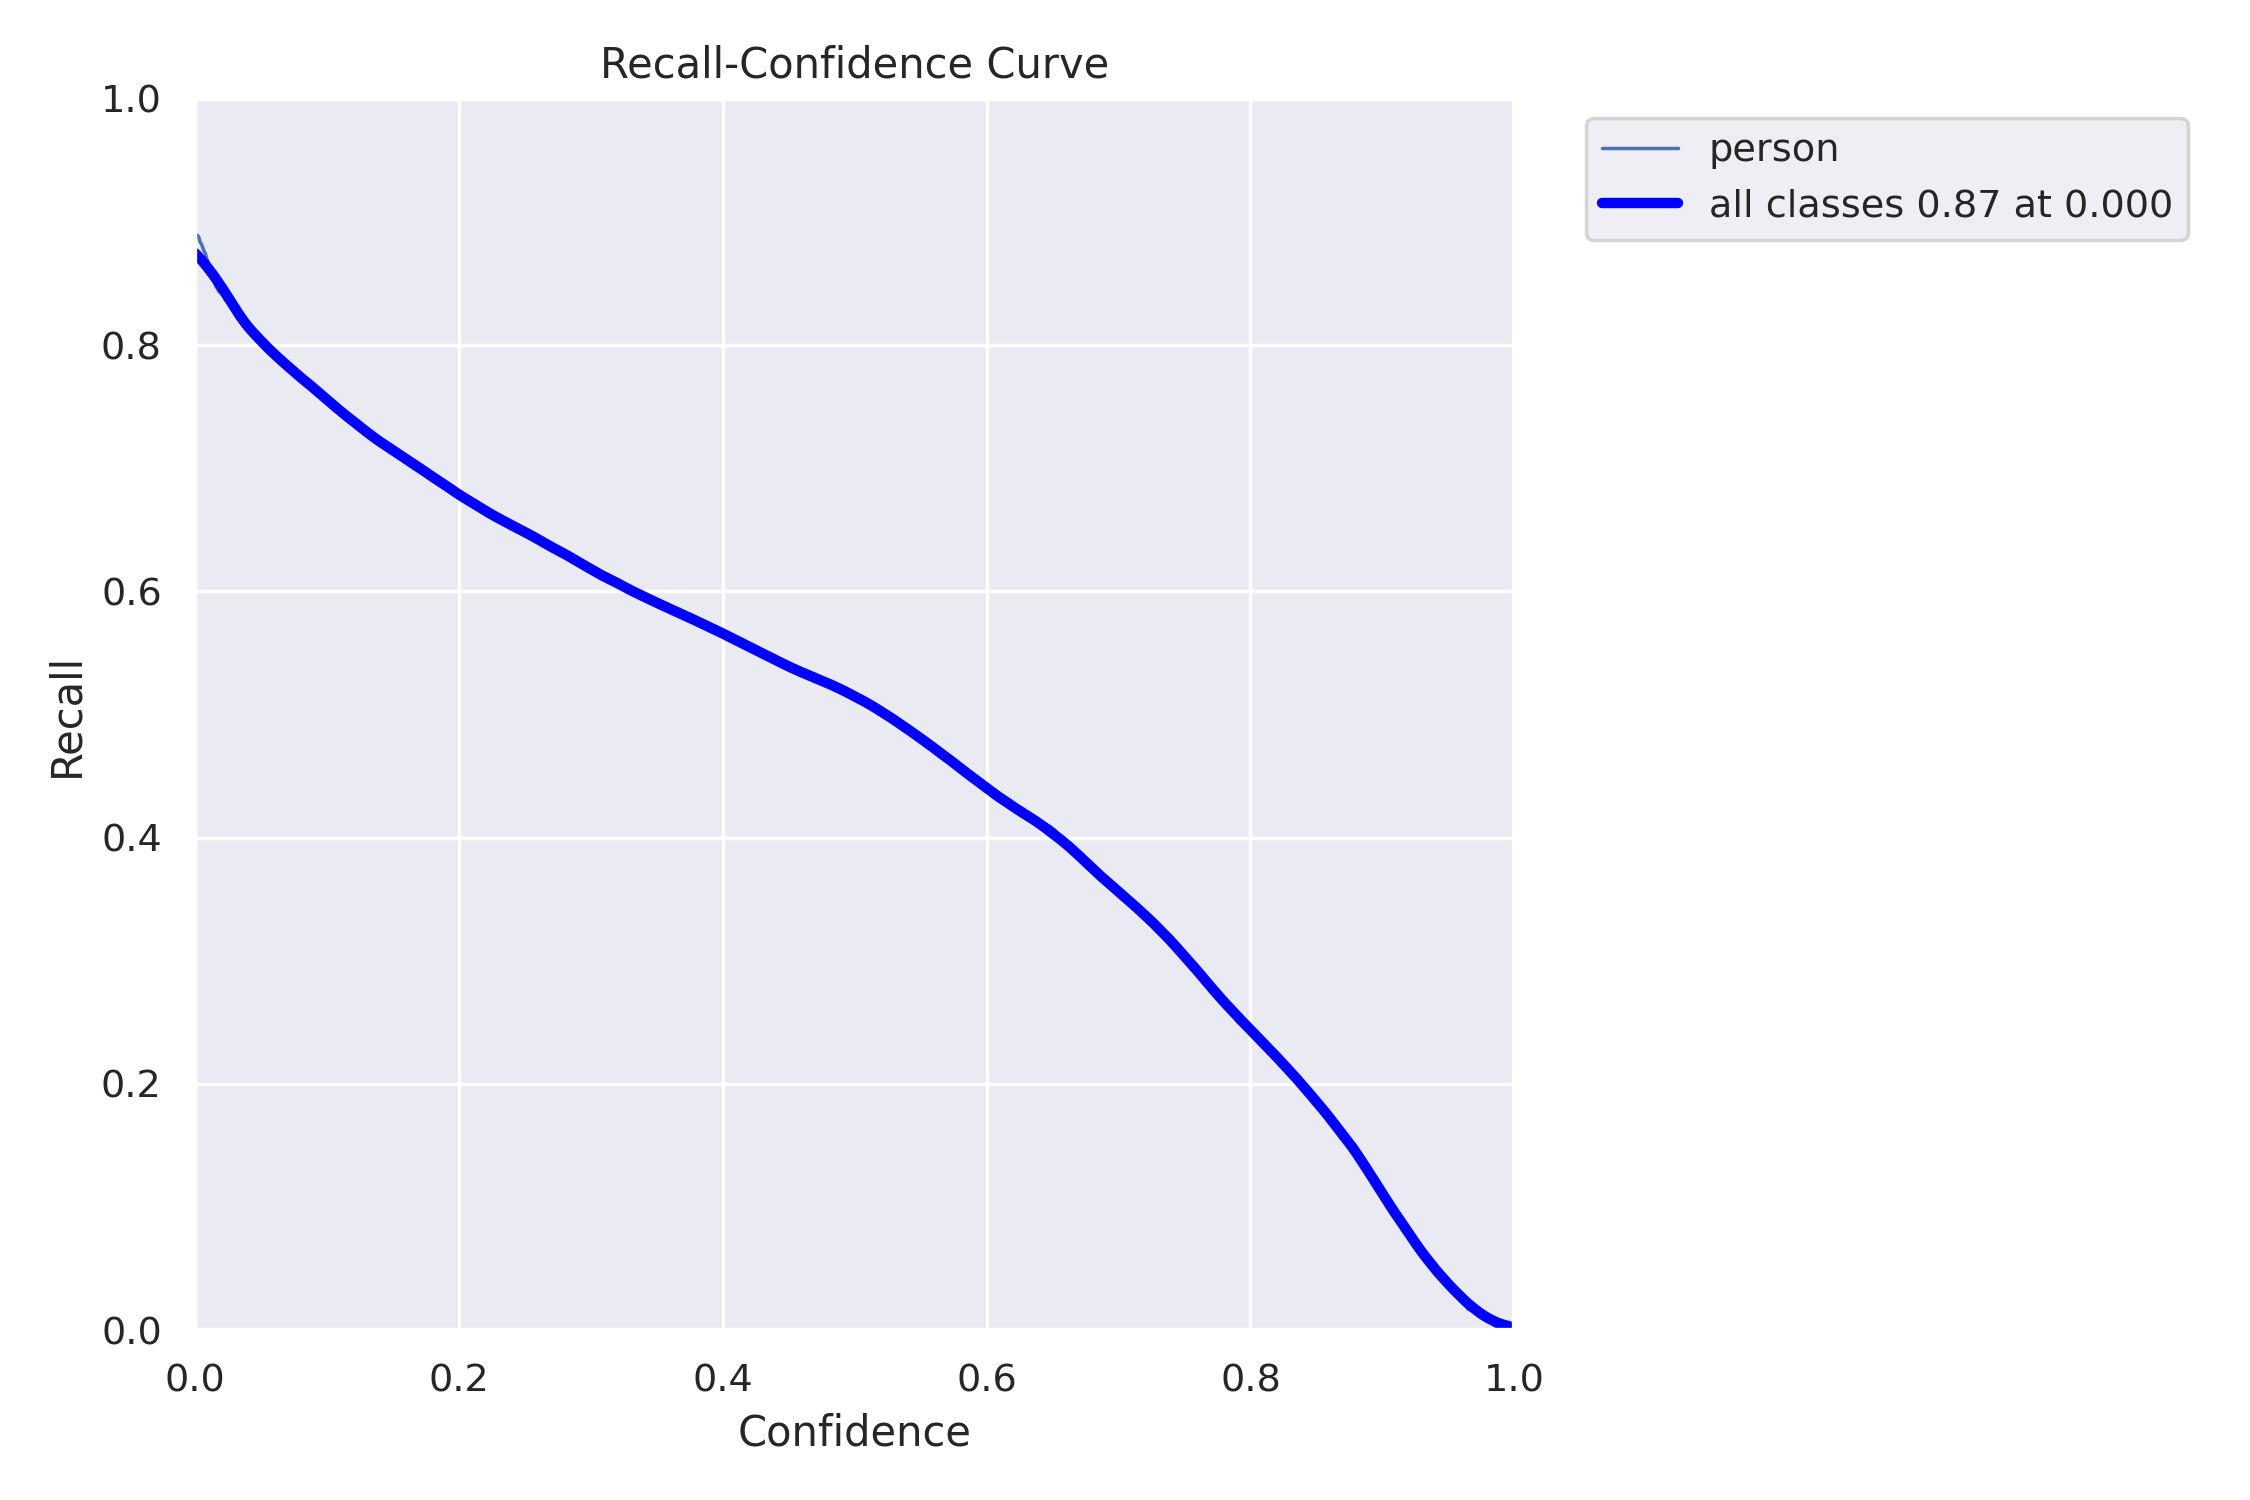 Recall-Confidence Curve
person
all classes 0.87 at 0.000
1.0
0.8
0.6
0.4
0.2
0.0
Recall
0.0 0.2 0.4 0.6 0.8 1.0
Confidence